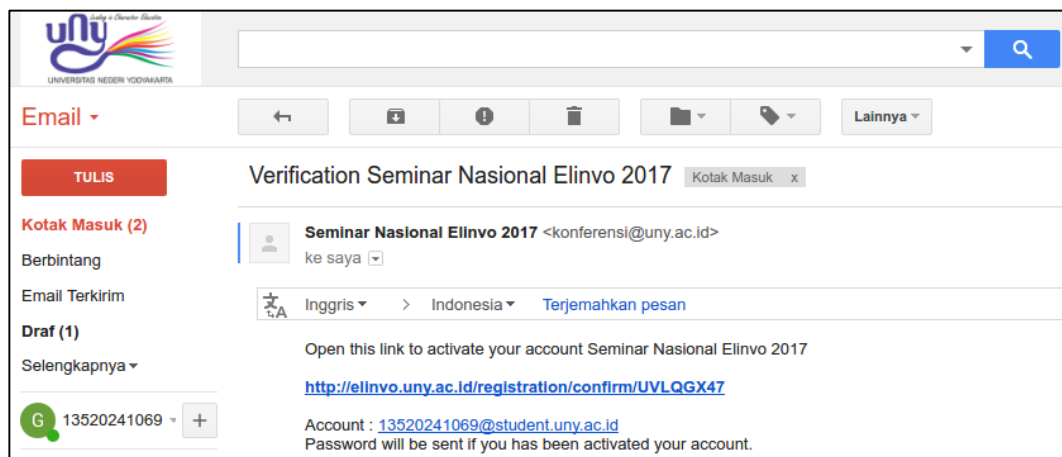 Leading in Character Education
uny
UNIVERSITAS NEGERI YOGYAKARTA
Email
Lainnya
TULIS
Verification Seminar Nasional Elinvo 2017 Kotak Masuk x
Kotak Masuk (2)
Seminar Nasional Elinvo 2017 <konferensi@uny.ac.id>
ke saya
Berbintang
Email Terkirim
Inggris > Indonesia Terjemahkan pesan
Draf (1)
Selengkapnya
Open this link to activate your account Seminar Nasional Elinvo 2017
http://elinvo.uny.ac.id/registration/confirm/UVLQGX47
G 13520241069 +
Account : 13520241069@student.uny.ac.id
Password will be sent if you has been activated your account.